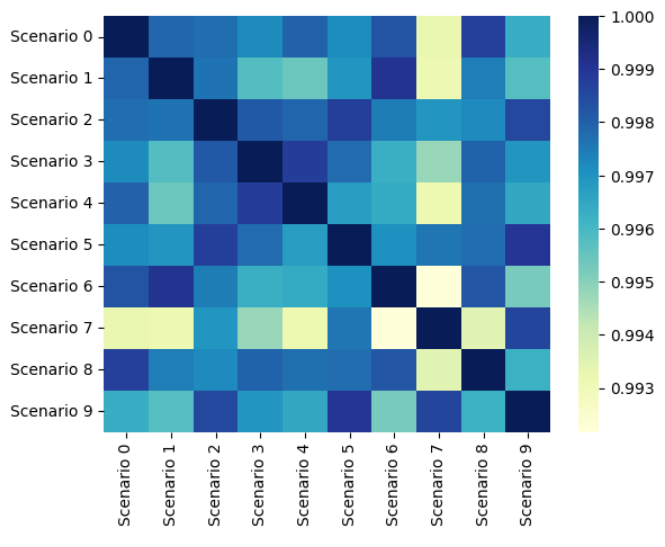 Scenario 0
Scenario 1
Scenario 2
Scenario 3
Scenario 4
Scenario 5
Scenario 6
Scenario 7
Scenario 8
Scenario 9
Scenario 0
Scenario 1
Scenario 2
Scenario 3
Scenario 4
Scenario 5
Scenario 6
Scenario 7
Scenario 8
Scenario 9
1.000
0.999
0.998
0.997
0.996
0.995
0.994
0.993